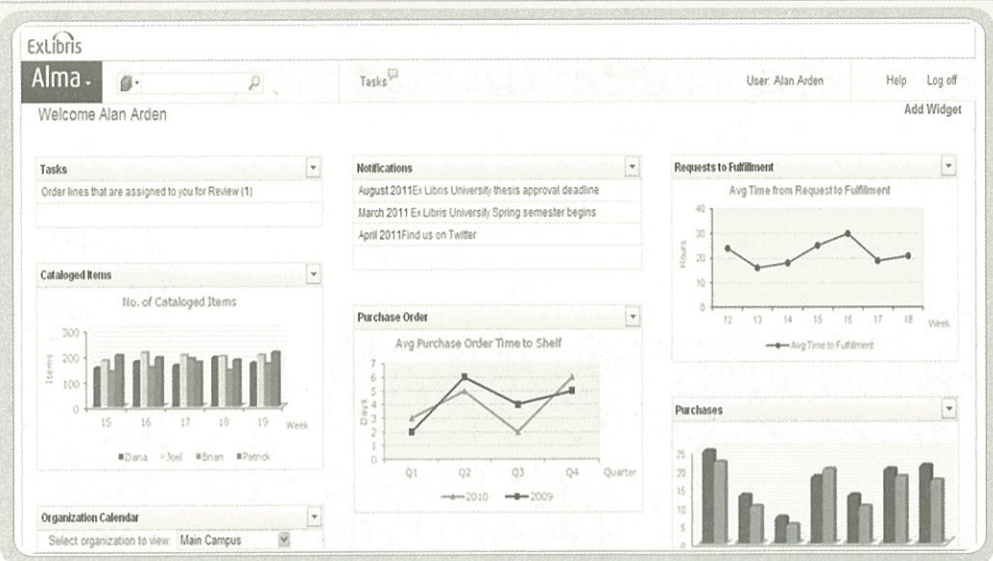 ExLibris
Alma
Tasks
User: Alan Arden
Help
Log off
Welcome Alan Arden
Add Widget
Tasks
Order lines that are assigned to you for Review (1)
Cataloged Items
No. of Cataloged Items
300
200
100
0
Items
15 16 17 18 19 Week
Dana Joel Brian Patrick
Organization Calendar
Select organization to view: Main Campus
Notifications
August 2011Ex Libris University thesis approval deadline
March 2011 Ex Libris University Spring semester begins
April 2011Find us on Twitter
Purchase Order
Avg Purchase Order Time to Shelf
7
6
5
4
3
2
1
0
Days
Q1 Q2 Q3 Q4 Quarter
2010 2009
Requests to Fulfillment
Avg Time from Request to Fulfillment
40
30
20
10
0
Hours
12 13 14 15 16 17 18 Week
Avg Time to Fulfillment
Purchases
25
20
15
10
5
0